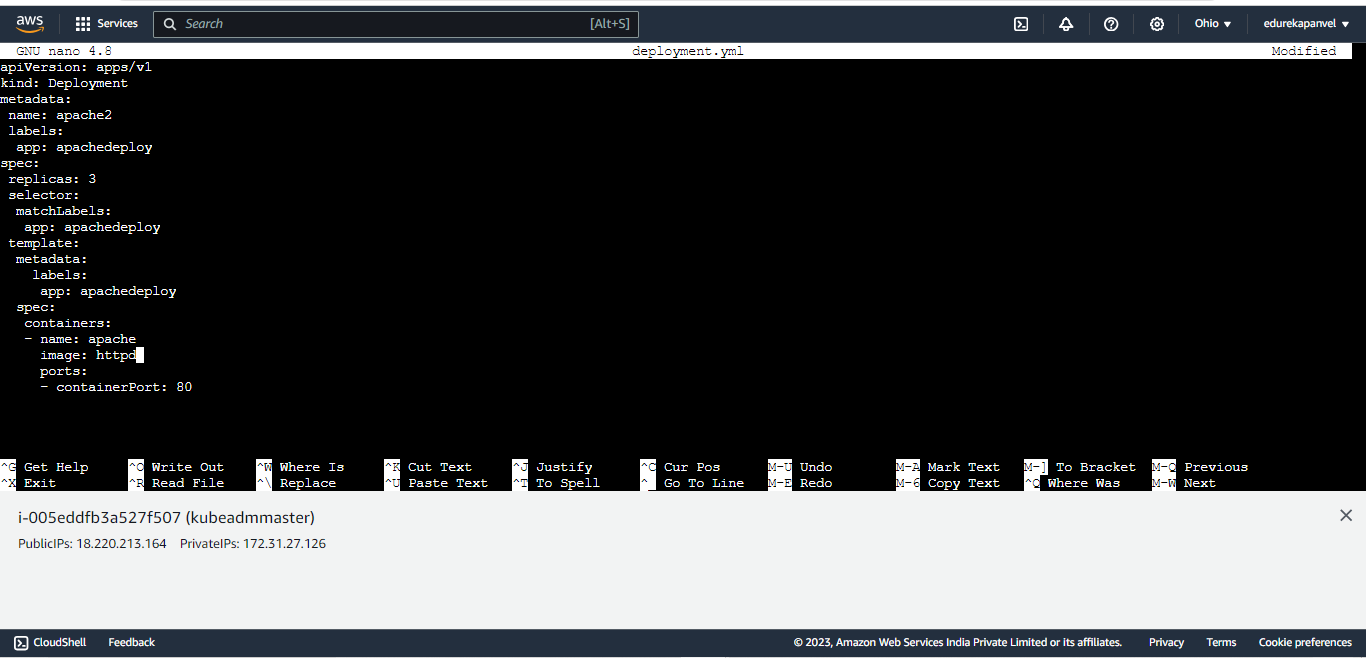 aws Services Search [Alt+S] Ohio edurekapanvel
GNU nano 4.8 deployment.yml Modified
apiVersion: apps/v1
kind: Deployment
metadata:
 name: apache2
 labels:
  app: apachedeploy
spec:
 replicas: 3
 selector:
  matchLabels:
   app: apachedeploy
 template:
  metadata:
    labels:
     app: apachedeploy
  spec:
   containers:
   - name: apache
     image: httpd
     ports:
     - containerPort: 80
^G Get Help ^O Write Out ^W Where Is ^K Cut Text ^J Justify ^C Cur Pos M-U Undo M-A Mark Text M-] To Bracket M-Q Previous
^X Exit ^R Read File ^\ Replace ^U Paste Text ^T To Spell ^_ Go To Line M-E Redo M-6 Copy Text ^Q Where Was M-W Next
i-005eddfb3a527f507 (kubeadmmaster)
PublicIPs: 18.220.213.164 PrivateIPs: 172.31.27.126
CloudShell Feedback © 2023, Amazon Web Services India Private Limited or its affiliates. Privacy Terms Cookie preferences